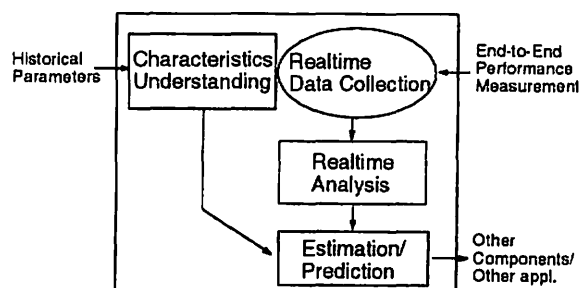 Historical
Parameters
Characteristics
Understanding
Realtime
Data Collection
End-to-End
Performance
Measurement
Realtime
Analysis
Estimation/
Prediction
Other
Components/
Other appl.